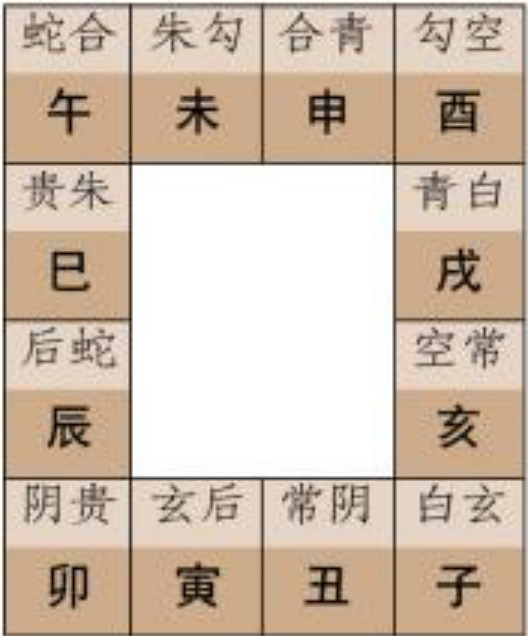 蛇合 朱勾 合青 勾空
午 未 申 酉
贵朱 青白
巳 戌
后蛇 空常
辰 亥
阴贵 玄后 常阴 白玄
卯 寅 丑 子